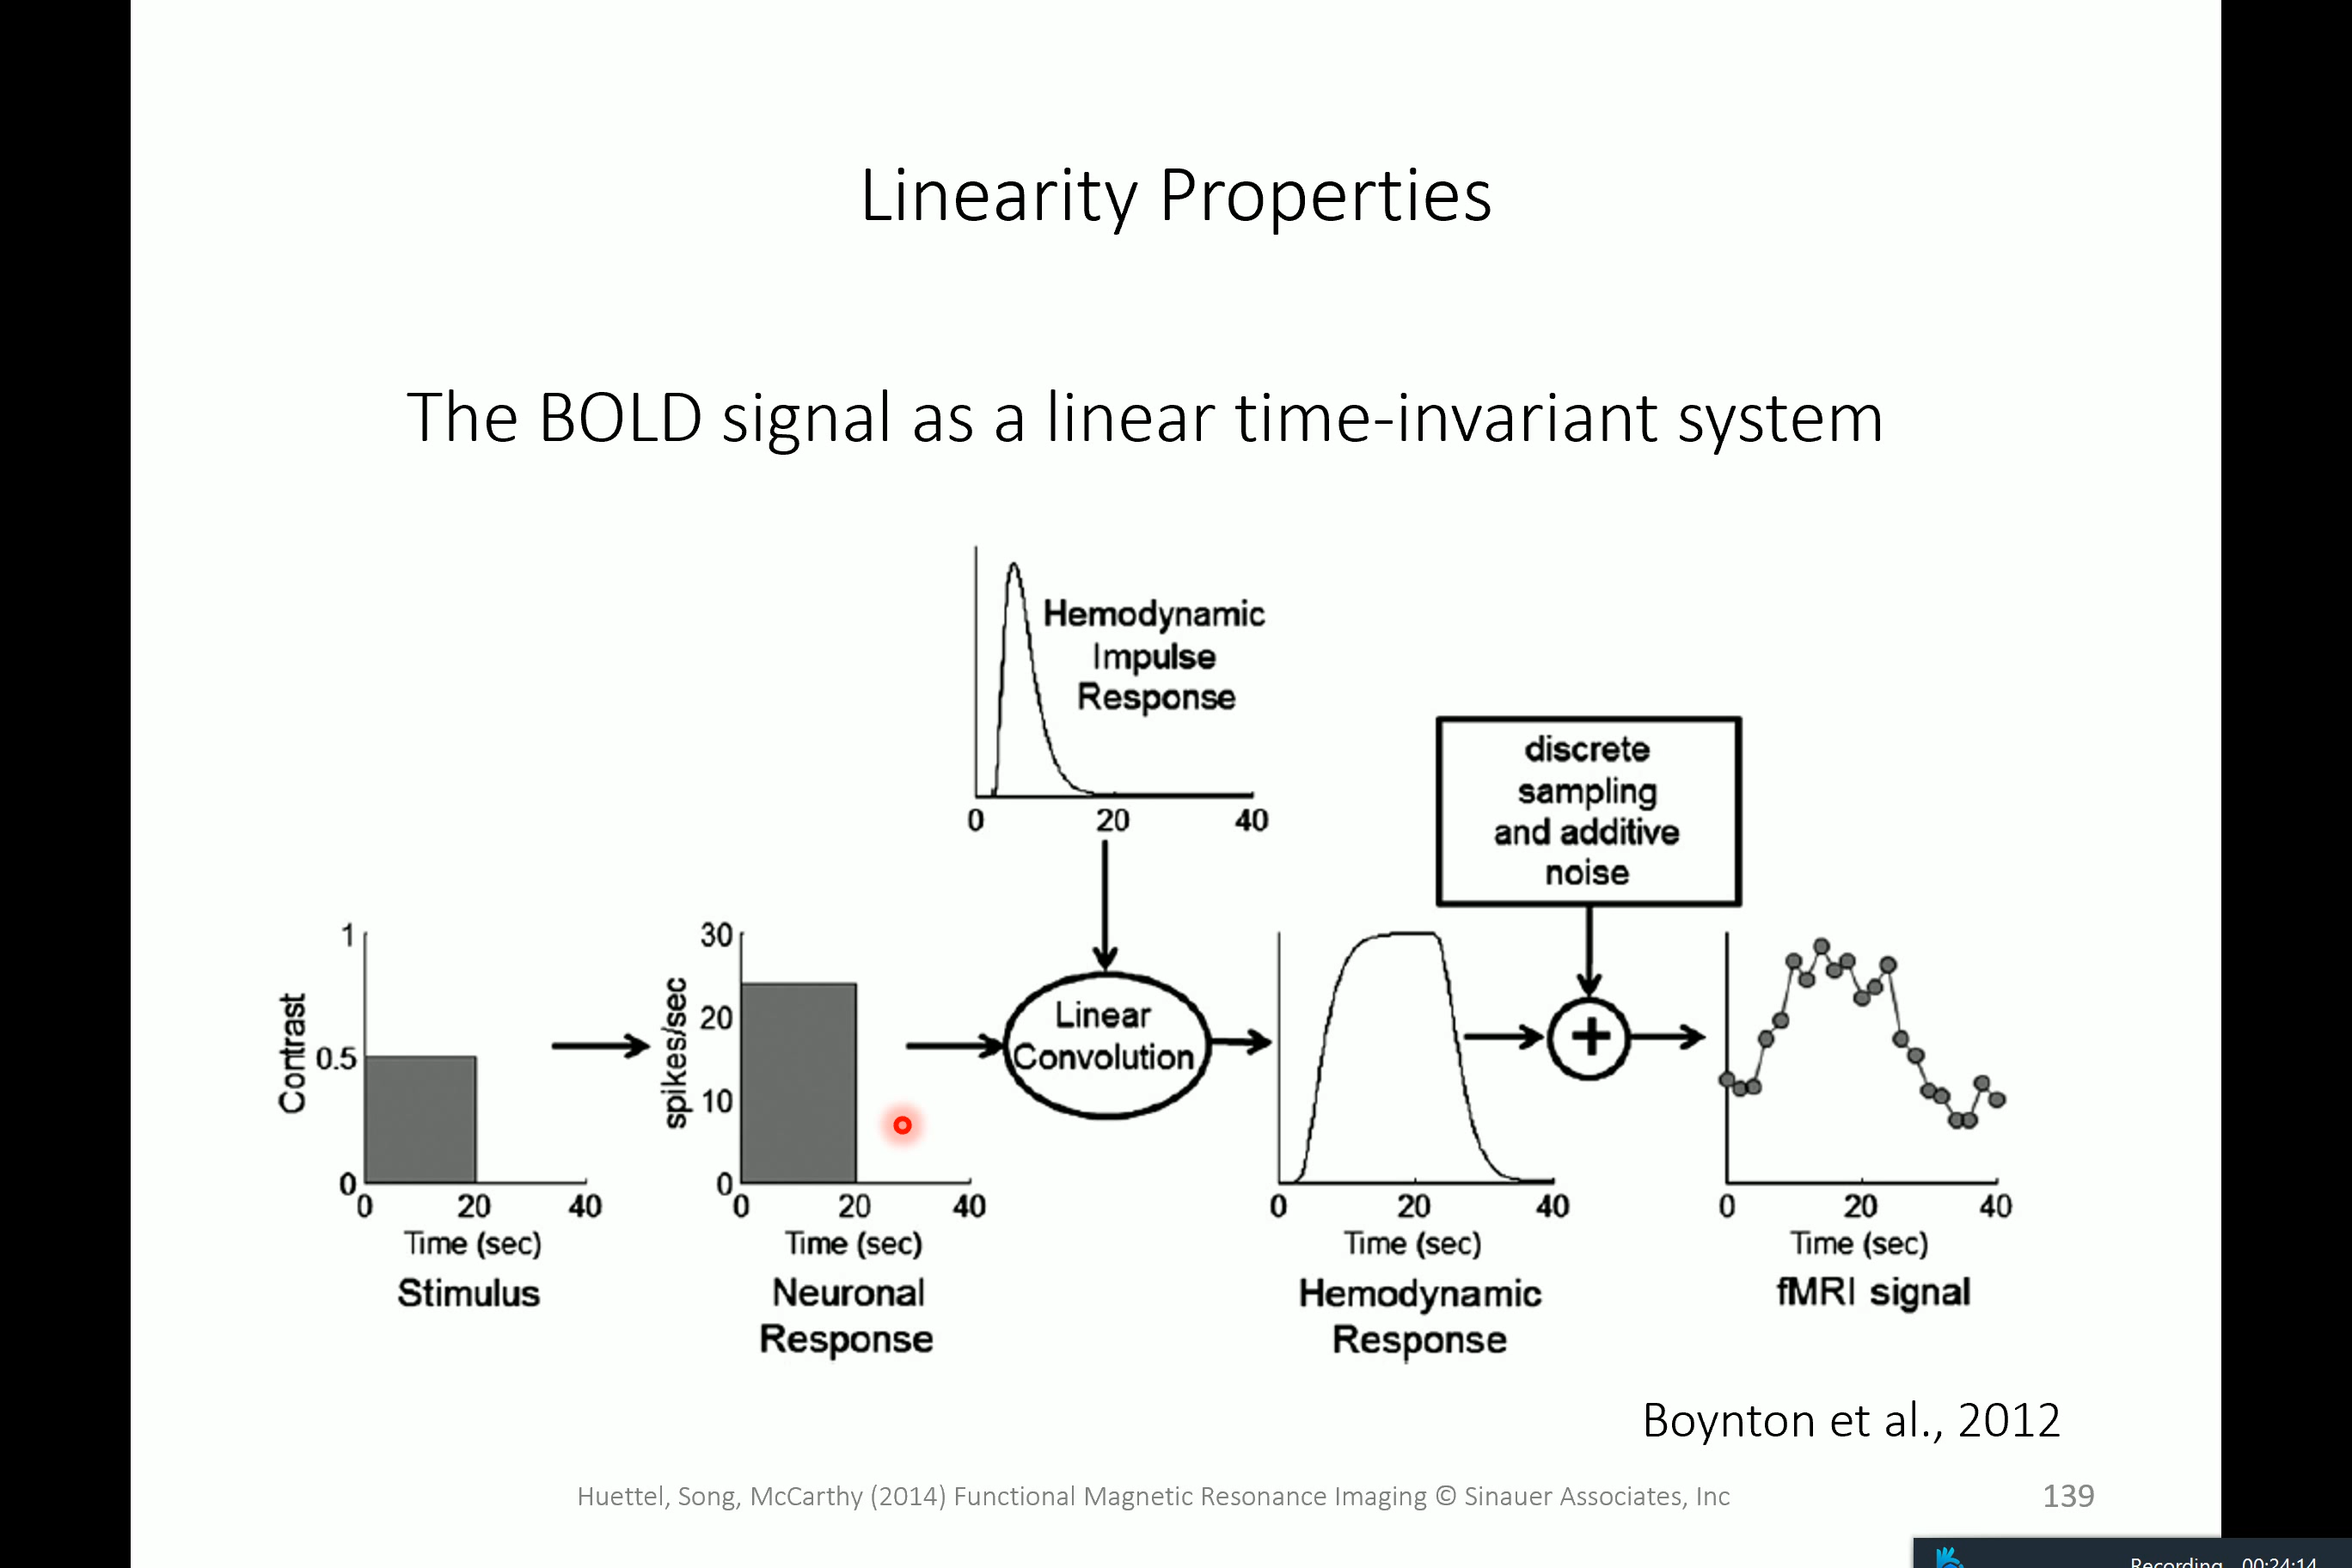 Linearity Properties
The BOLD signal as a linear time-invariant system
Hemodynamic
Impulse
Response
0 20 40
discrete
sampling
and additive
noise
Contrast
1
0.5
0
0 20 40
Time (sec)
Stimulus
spikes/sec
30
20
10
0
0 20 40
Time (sec)
Neuronal
Response
Linear
Convolution
0 20 40
Time (sec)
Hemodynamic
Response
+
0 20 40
Time (sec)
fMRI signal
Boynton et al., 2012
Huettel, Song, McCarthy (2014) Functional Magnetic Resonance Imaging © Sinauer Associates, Inc
139
Recording 00:24:14